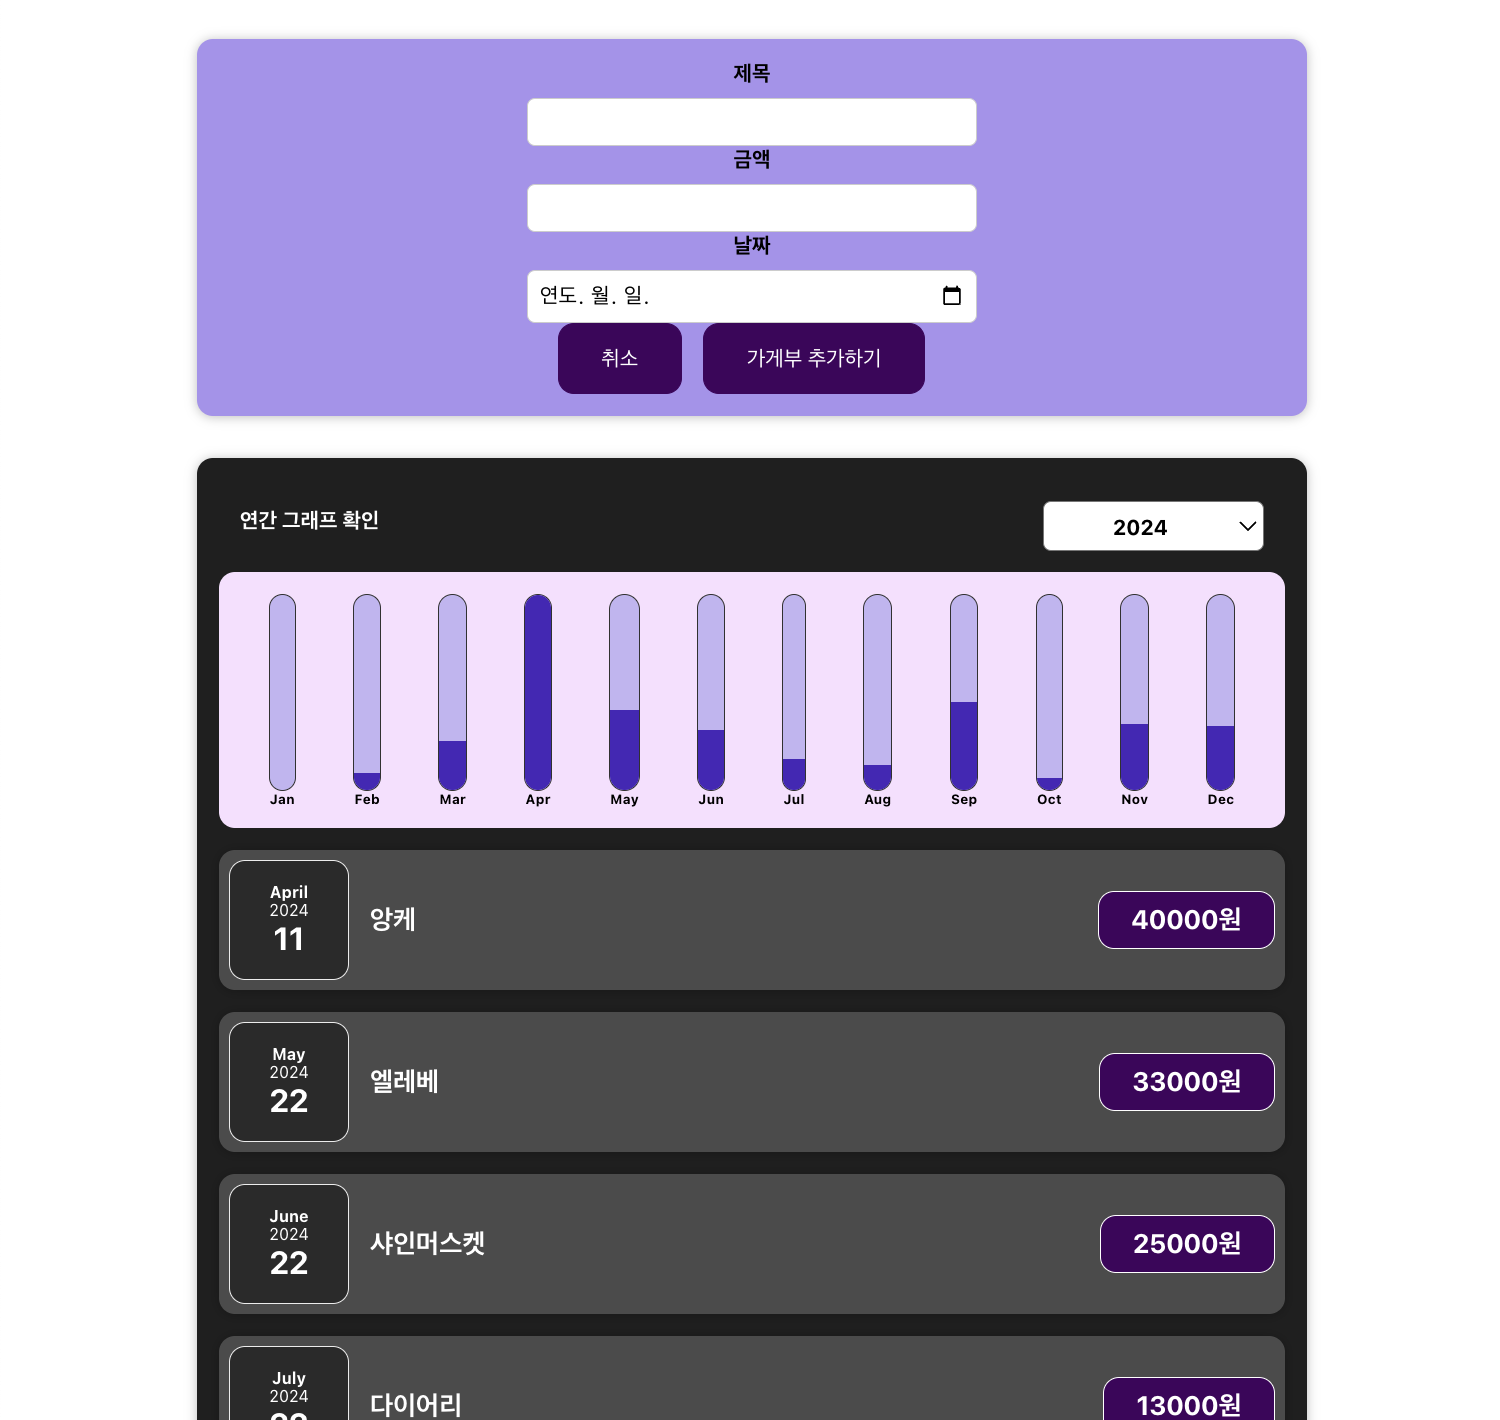 제목
금액
날짜
연도. 월. 일.
취소
가게부 추가하기
연간 그래프 확인
2024
Jan Feb Mar Apr May Jun Jul Aug Sep Oct Nov Dec
April
2024
11
앙케
40000원
May
2024
22
엘레베
33000원
June
2024
22
샤인머스켓
25000원
July
2024
다이어리
13000원